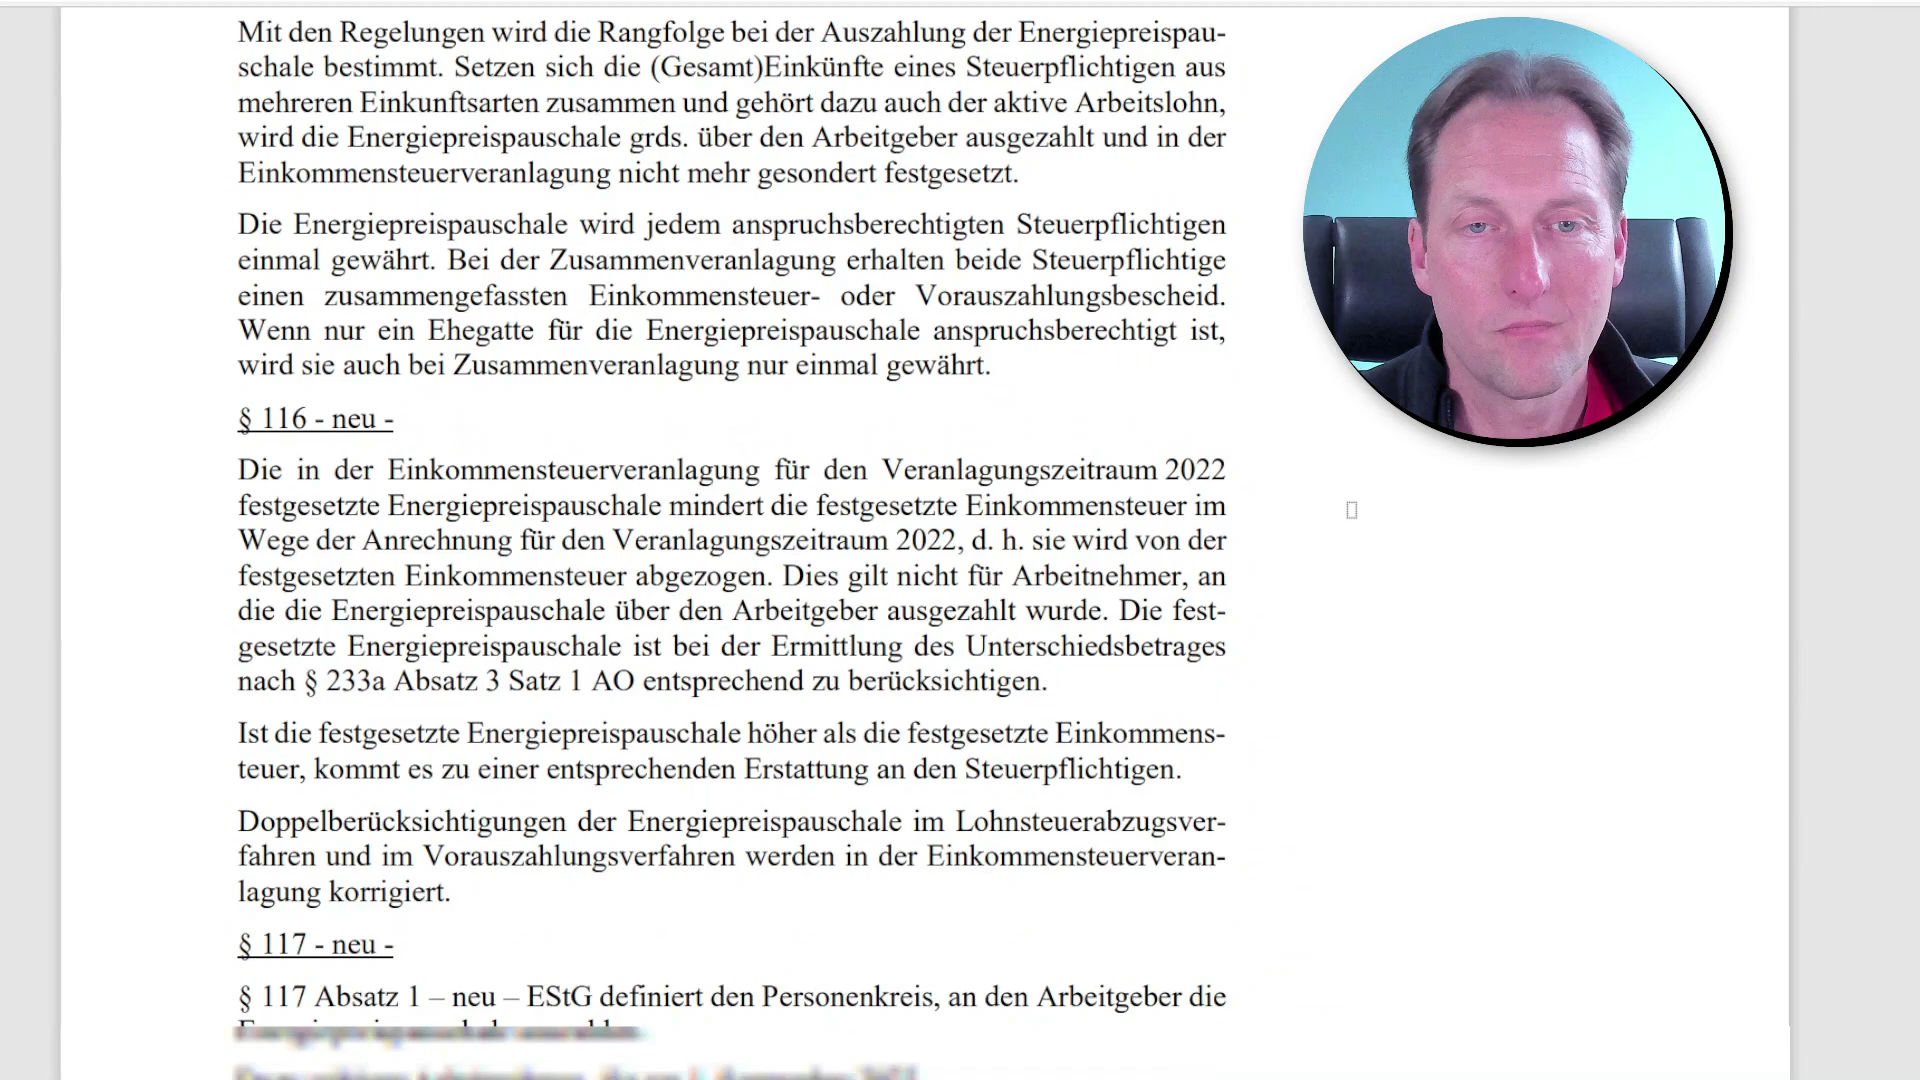 Mit den Regelungen wird die Rangfolge bei der Auszahlung der Energiepreispau-
schale bestimmt. Setzen sich die (Gesamt)Einkünfte eines Steuerpflichtigen aus
mehreren Einkunftsarten zusammen und gehört dazu auch der aktive Arbeitslohn,
wird die Energiepreispauschale grds. über den Arbeitgeber ausgezahlt und in der
Einkommensteuerveranlagung nicht mehr gesondert festgesetzt.
Die Energiepreispauschale wird jedem anspruchsberechtigten Steuerpflichtigen
einmal gewährt. Bei der Zusammenveranlagung erhalten beide Steuerpflichtige
einen zusammengefassten Einkommensteuer- oder Vorauszahlungsbescheid.
Wenn nur ein Ehegatte für die Energiepreispauschale anspruchsberechtigt ist,
wird sie auch bei Zusammenveranlagung nur einmal gewährt.
§ 116 - neu -
Die in der Einkommensteuerveranlagung für den Veranlagungszeitraum 2022
festgesetzte Energiepreispauschale mindert die festgesetzte Einkommensteuer im
Wege der Anrechnung für den Veranlagungszeitraum 2022, d. h. sie wird von der
festgesetzten Einkommensteuer abgezogen. Dies gilt nicht für Arbeitnehmer, an
die die Energiepreispauschale über den Arbeitgeber ausgezahlt wurde. Die fest-
gesetzte Energiepreispauschale ist bei der Ermittlung des Unterschiedsbetrages
nach § 233a Absatz 3 Satz 1 AO entsprechend zu berücksichtigen.
Ist die festgesetzte Energiepreispauschale höher als die festgesetzte Einkommens-
teuer, kommt es zu einer entsprechenden Erstattung an den Steuerpflichtigen.
Doppelberücksichtigungen der Energiepreispauschale im Lohnsteuerabzugsver-
fahren und im Vorauszahlungsverfahren werden in der Einkommensteuerveran-
lagung korrigiert.
§ 117 - neu -
§ 117 Absatz 1 – neu – EStG definiert den Personenkreis, an den Arbeitgeber die